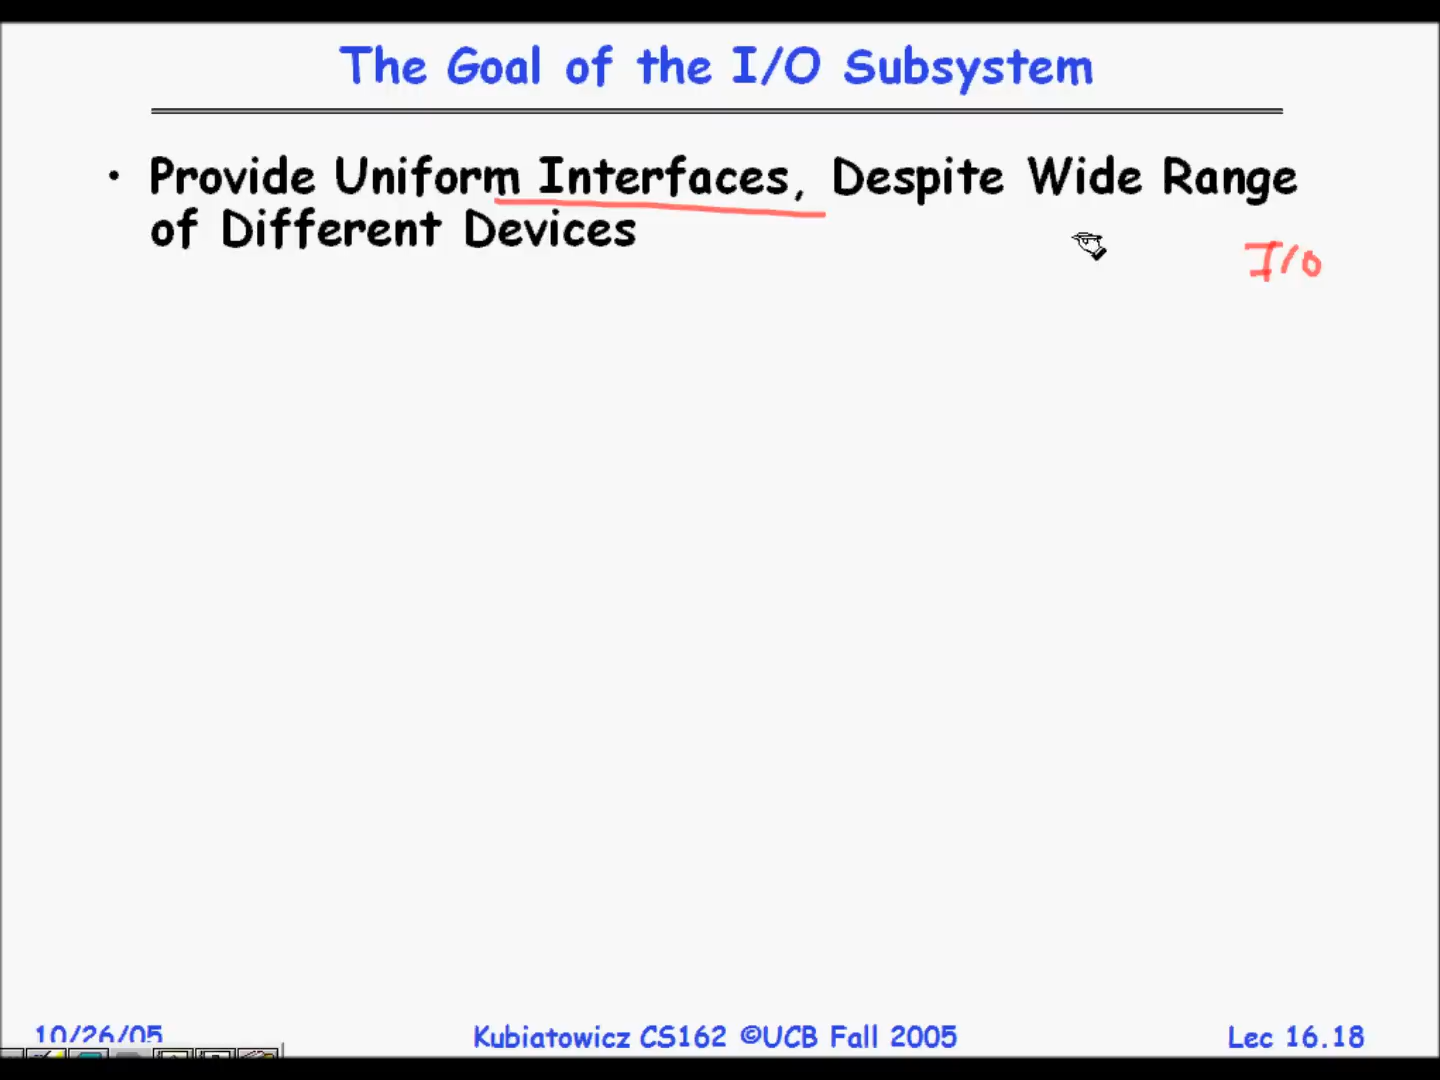 The Goal of the I/O Subsystem
• Provide Uniform Interfaces, Despite Wide Range
of Different Devices
I/O
10/26/05
Kubiatowicz CS162 ©UCB Fall 2005
Lec 16.18